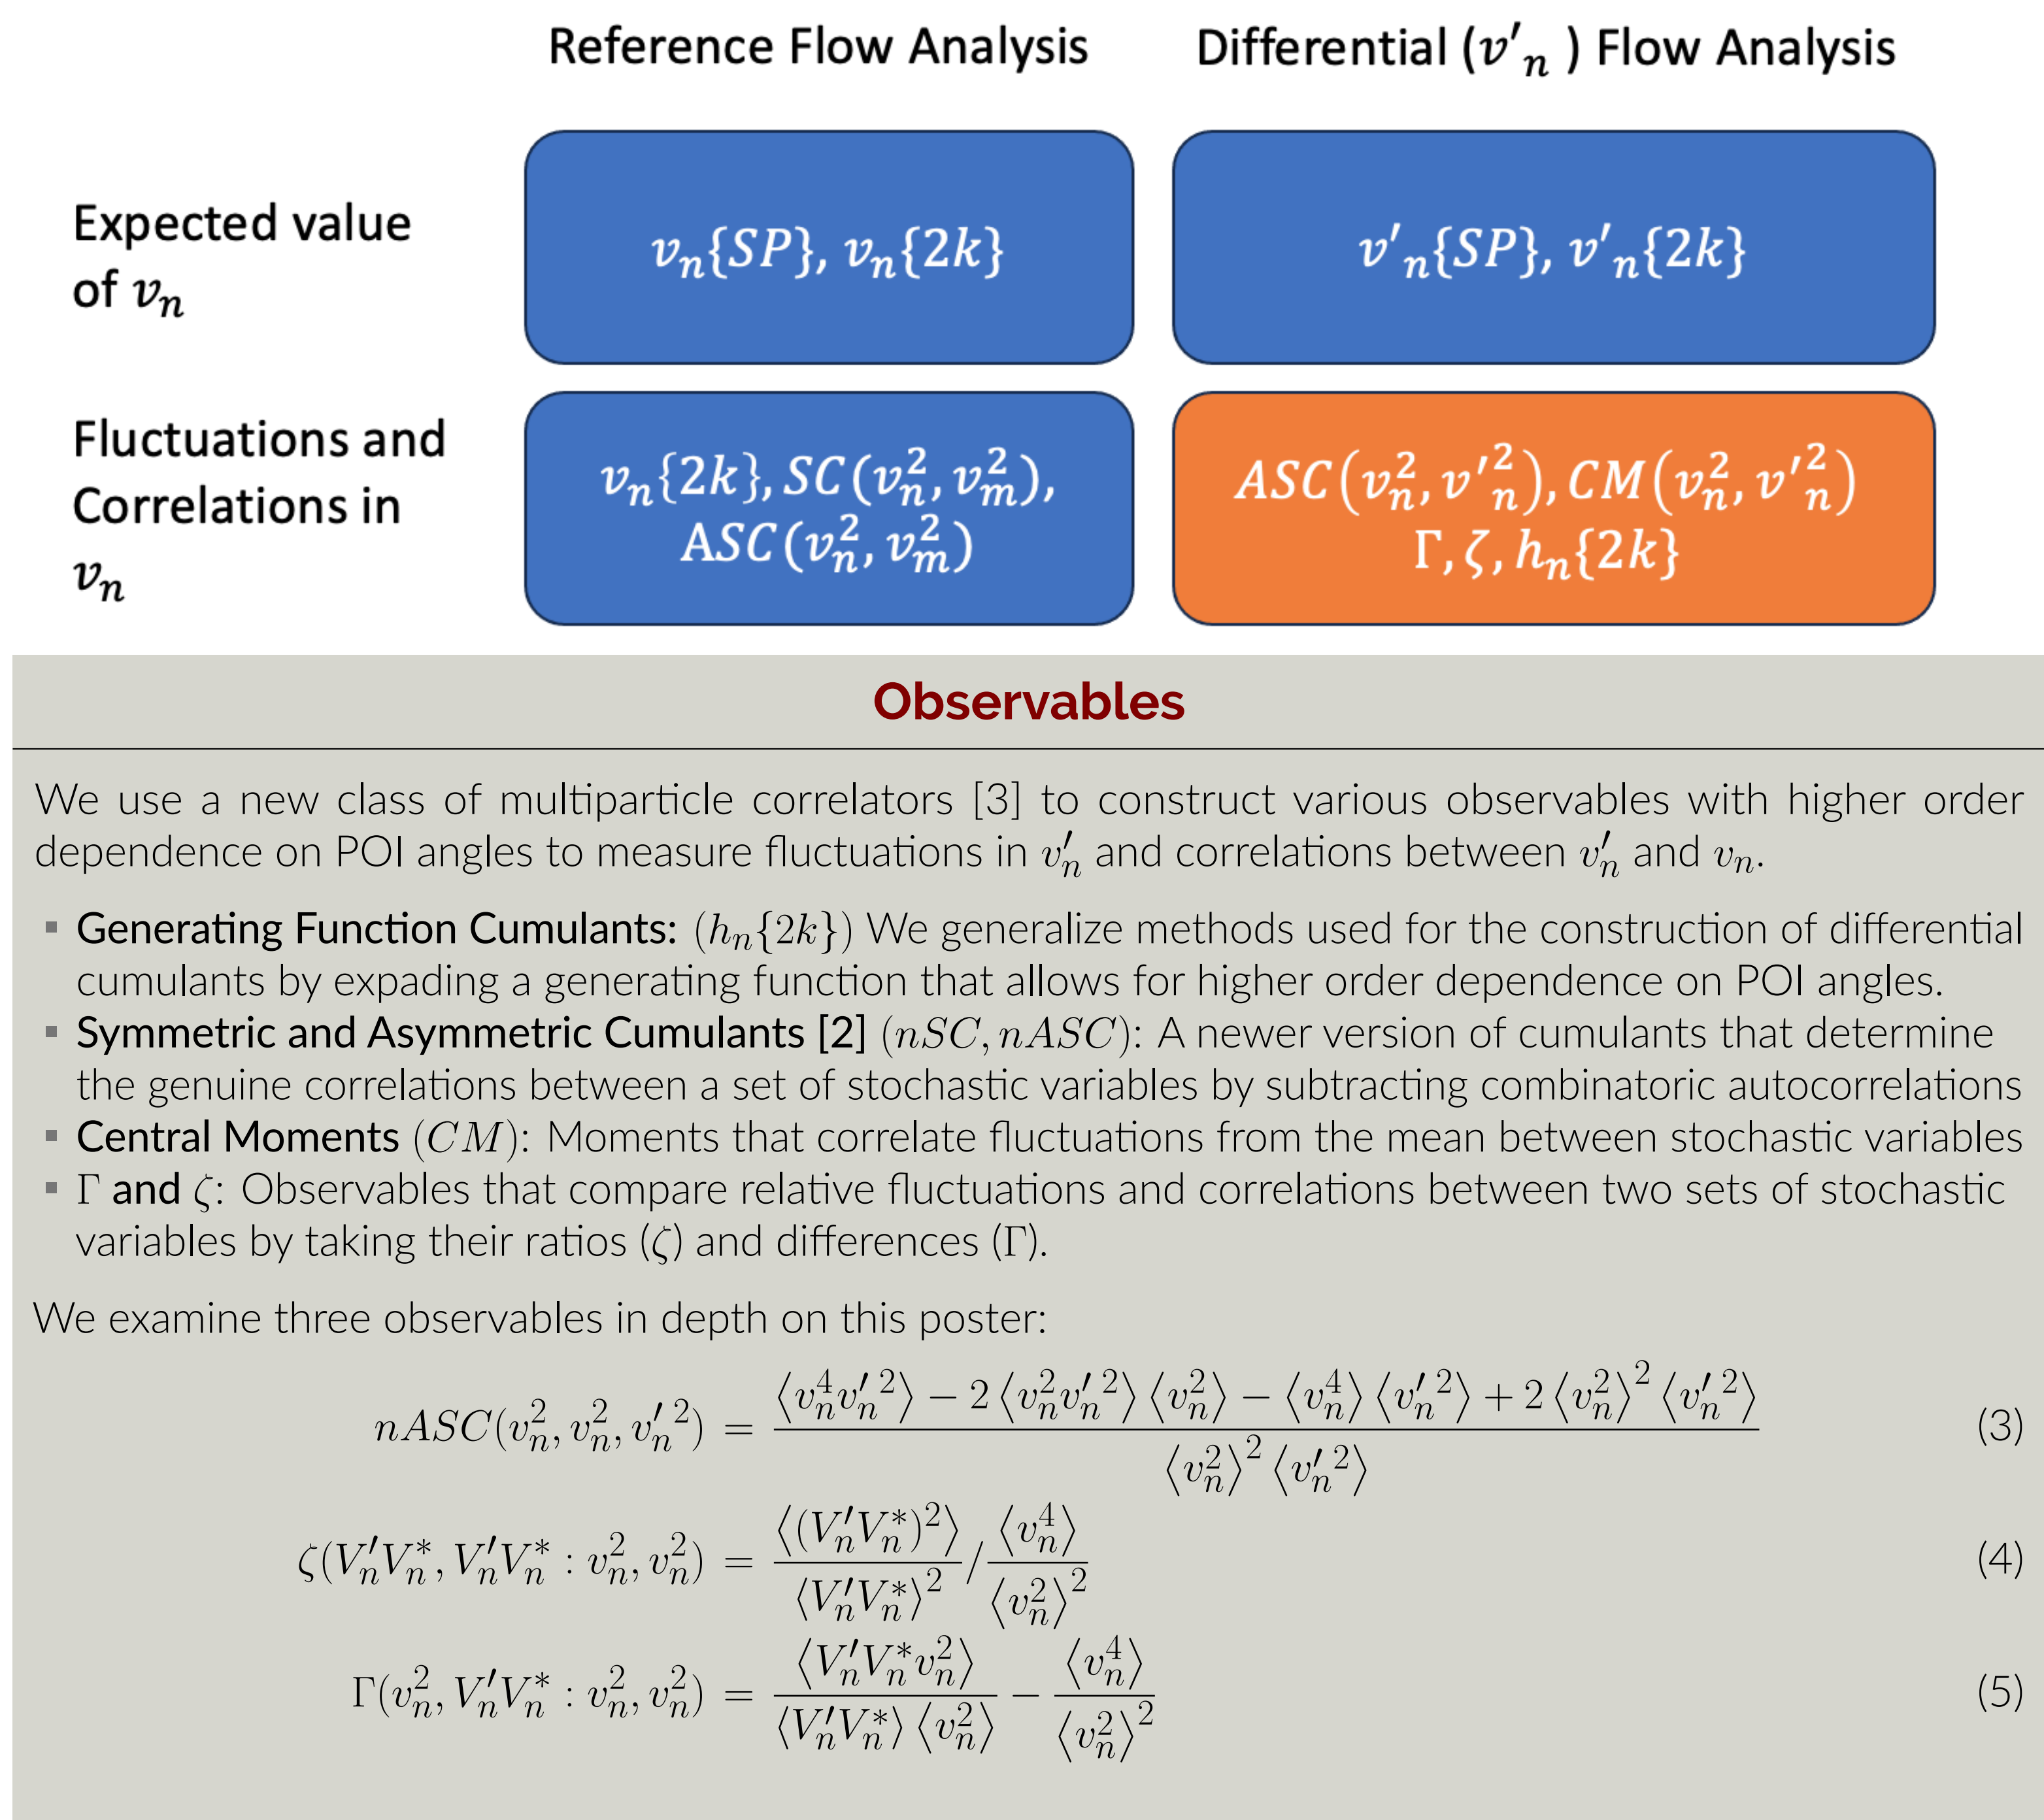 Reference Flow Analysis
Differential (v′ₙ ) Flow Analysis
Expected value
of vₙ
vₙ{SP}, vₙ{2k}
v′ₙ{SP}, v′ₙ{2k}
Fluctuations and
Correlations in
vₙ
vₙ{2k}, SC(vₙ², vₘ²),
ASC(vₙ², vₘ²)
ASC(vₙ², v′ₙ²), CM(vₙ², v′ₙ²)
Γ, ζ, hₙ{2k}
Observables
We use a new class of multiparticle correlators [3] to construct various observables with higher order
dependence on POI angles to measure fluctuations in v′ₙ and correlations between v′ₙ and vₙ.
▪ Generating Function Cumulants: (hₙ{2k}) We generalize methods used for the construction of differential
cumulants by expading a generating function that allows for higher order dependence on POI angles.
▪ Symmetric and Asymmetric Cumulants [2] (nSC, nASC): A newer version of cumulants that determine
the genuine correlations between a set of stochastic variables by subtracting combinatoric autocorrelations
▪ Central Moments (CM): Moments that correlate fluctuations from the mean between stochastic variables
▪ Γ and ζ: Observables that compare relative fluctuations and correlations between two sets of stochastic
variables by taking their ratios (ζ) and differences (Γ).
We examine three observables in depth on this poster:
nASC(vₙ², vₙ², v′ₙ²) = (⟨vₙ⁴v′ₙ²⟩ − 2 ⟨vₙ²v′ₙ²⟩ ⟨vₙ²⟩ − ⟨vₙ⁴⟩ ⟨v′ₙ²⟩ + 2 ⟨vₙ²⟩² ⟨v′ₙ²⟩) / (⟨vₙ²⟩² ⟨v′ₙ²⟩) (3)
ζ(V′ₙVₙ*, V′ₙVₙ* : vₙ², vₙ²) = ⟨(V′ₙVₙ*)²⟩ / ⟨V′ₙVₙ*⟩² / ⟨vₙ⁴⟩ / ⟨vₙ²⟩² (4)
Γ(vₙ², V′ₙVₙ* : vₙ², vₙ²) = ⟨V′ₙVₙ*vₙ²⟩ / (⟨V′ₙVₙ*⟩ ⟨vₙ²⟩) − ⟨vₙ⁴⟩ / ⟨vₙ²⟩² (5)